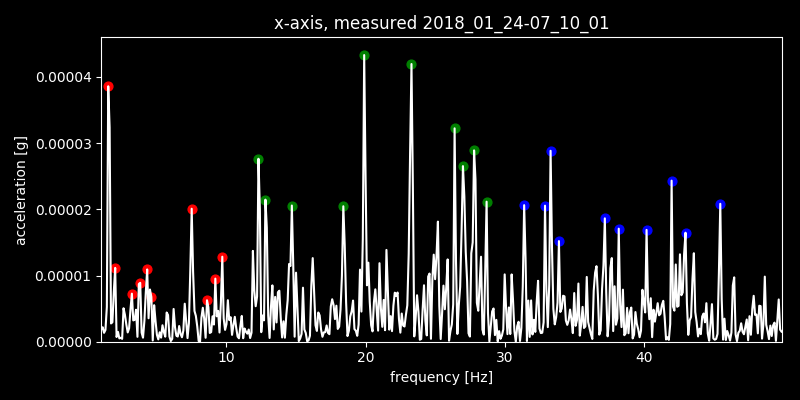 x-axis, measured 2018_01_24-07_10_01
acceleration [g]
0.00004
0.00003
0.00002
0.00001
0.00000
10 20 30 40
frequency [Hz]